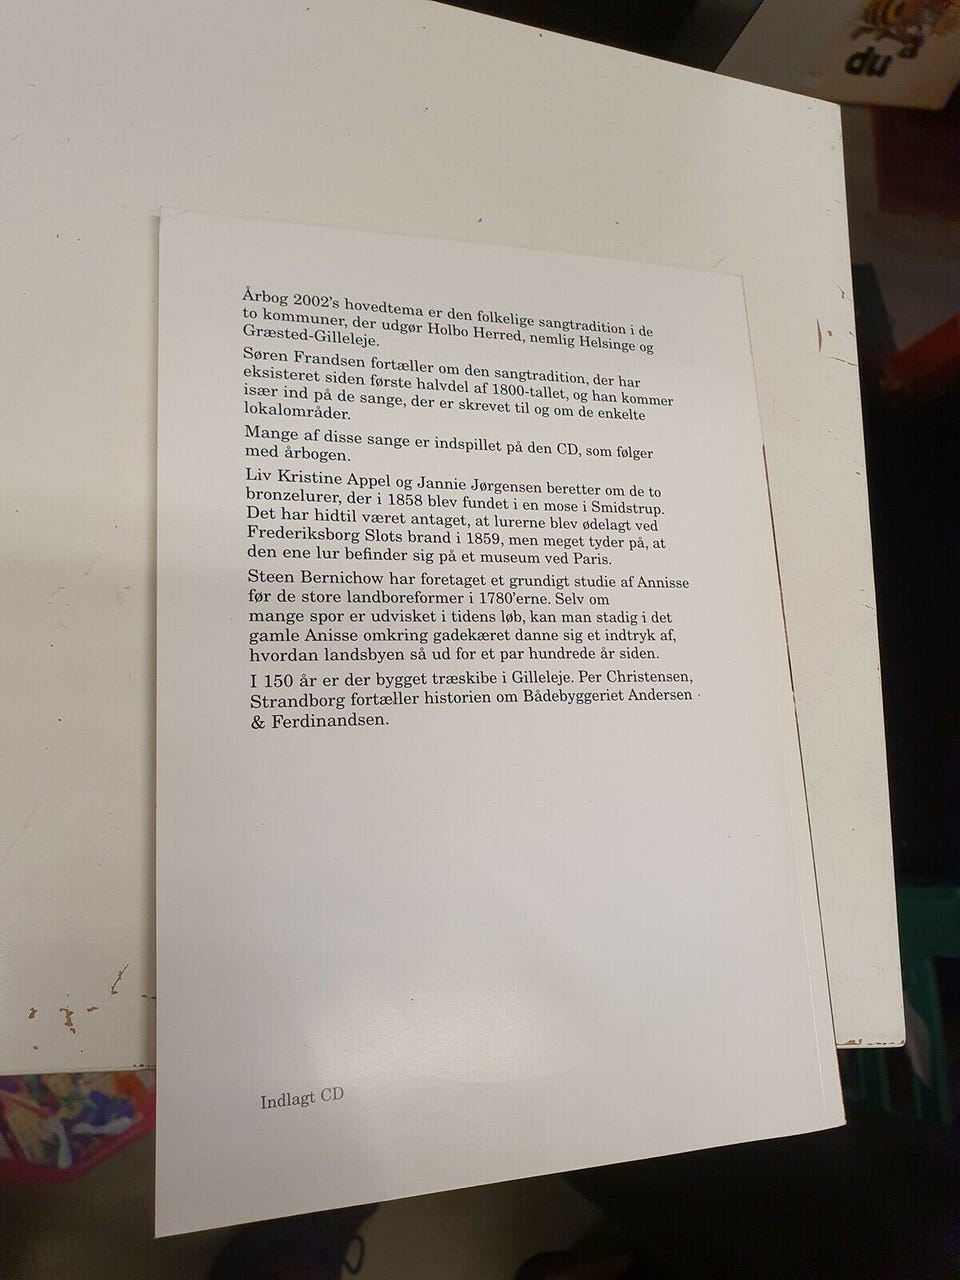 du
Årbog 2002's hovedtema er den folkelige sangtradition i de
to kommuner, der udgør Holbo Herred, nemlig Helsinge og
Græsted-Gilleleje.
Søren Frandsen fortæller om den sangtradition, der har
eksisteret siden første halvdel af 1800-tallet, og han kommer
især ind på de sange, der er skrevet til og om de enkelte
lokalområder.
Mange af disse sange er indspillet på den CD, som følger
med årbogen.
Liv Kristine Appel og Jannie Jørgensen beretter om de to
bronzelurer, der i 1858 blev fundet i en mose i Smidstrup.
Det har hidtil været antaget, at lurerne blev ødelagt ved
Frederiksborg Slots brand i 1859, men meget tyder på, at
den ene lur befinder sig på et museum ved Paris.
Steen Bernichow har foretaget et grundigt studie af Annisse
før de store landboreformer i 1780'erne. Selv om
mange spor er udvisket i tidens løb, kan man stadig i det
gamle Anisse omkring gadekæret danne sig et indtryk af,
hvordan landsbyen så ud for et par hundrede år siden.
I 150 år er der bygget træskibe i Gilleleje. Per Christensen,
Strandborg fortæller historien om Bådebyggeriet Andersen
& Ferdinandsen.
Indlagt CD